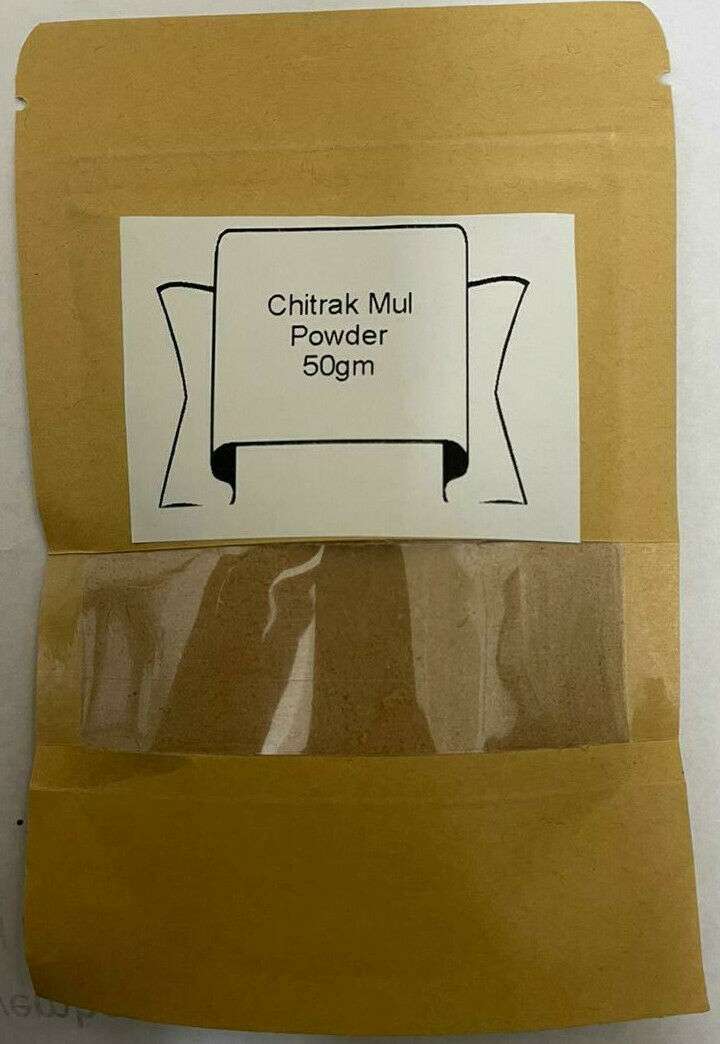 Chitrak Mul
Powder
50gm